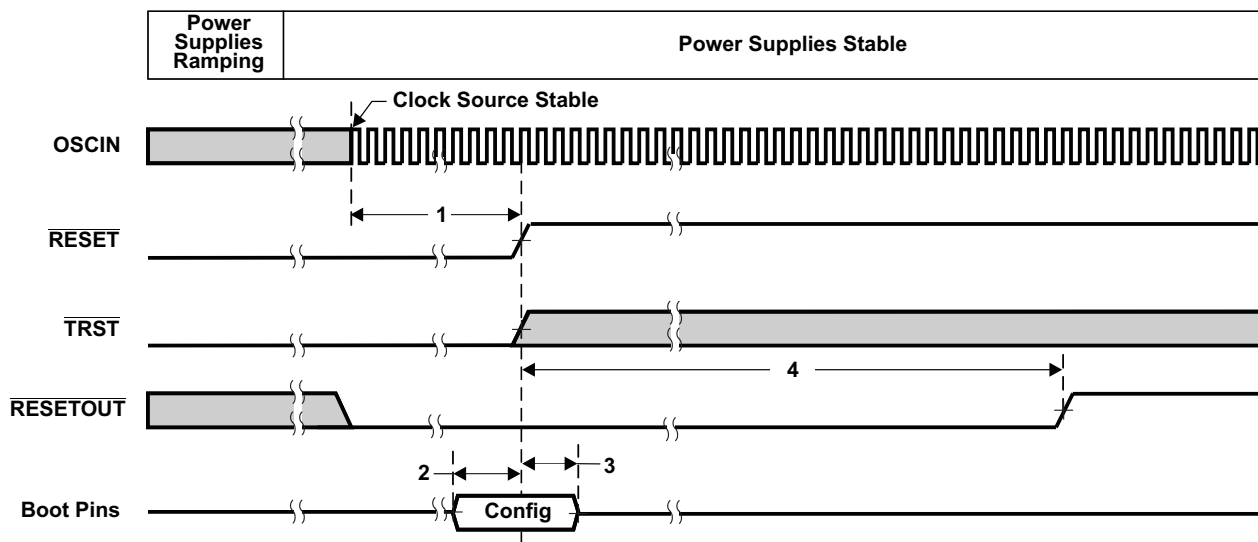 Power
Supplies
Ramping
Power Supplies Stable
Clock Source Stable
OSCIN
1
RESET
TRST
4
RESETOUT
2
3
Boot Pins
Config